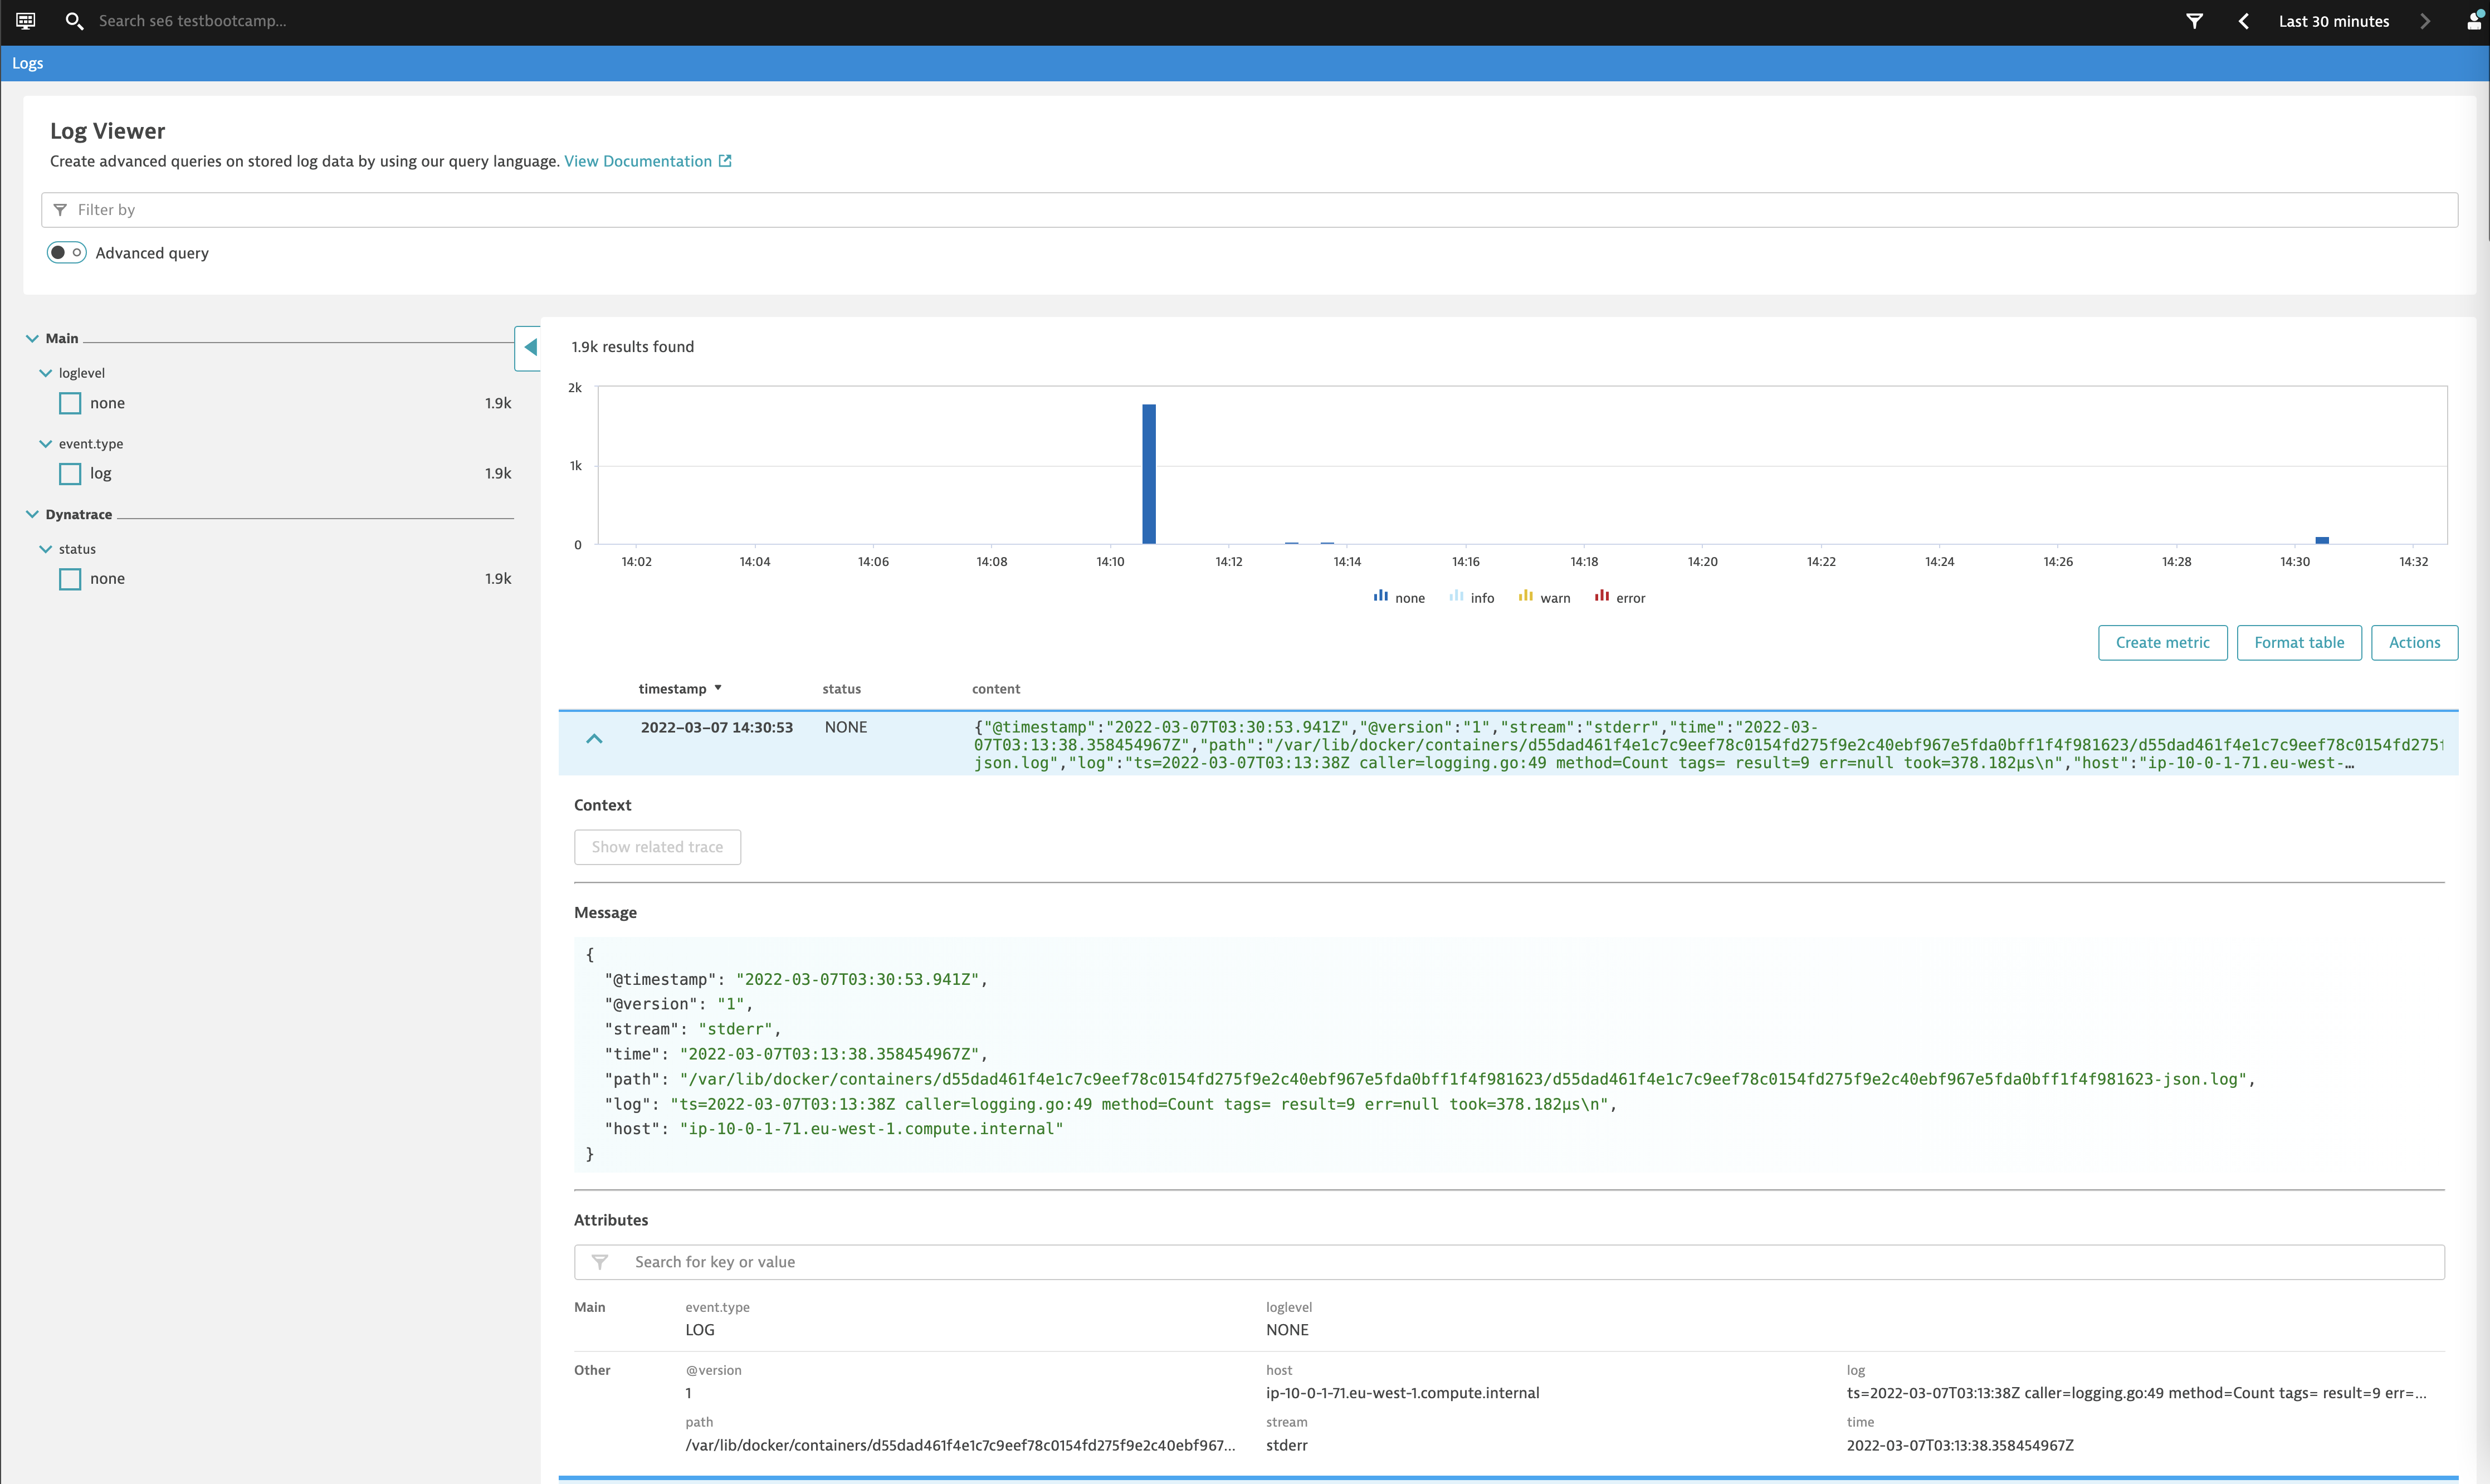 Search se6 testbootcamp...
Last 30 minutes
Logs
Log Viewer
Create advanced queries on stored log data by using our query language. View Documentation
Filter by
Advanced query
Main
loglevel
none 1.9k
event.type
log 1.9k
Dynatrace
status
none 1.9k
1.9k results found
2k
1k
0
14:02 14:04 14:06 14:08 14:10 14:12 14:14 14:16 14:18 14:20 14:22 14:24 14:26 14:28 14:30 14:32
none info warn error
Create metric Format table Actions
timestamp status content
2022-03-07 14:30:53 NONE {"@timestamp":"2022-03-07T03:30:53.941Z","@version":"1","stream":"stderr","time":"2022-03-
07T03:13:38.358454967Z","path":"/var/lib/docker/containers/d55dad461f4e1c7c9eef78c0154fd275f9e2c40ebf967e5fda0bff1f4f981623/d55dad461f4e1c7c9eef78c0154fd275f
json.log","log":"ts=2022-03-07T03:13:38Z caller=logging.go:49 method=Count tags= result=9 err=null took=378.182µs\n","host":"ip-10-0-1-71.eu-west-…
Context
Show related trace
Message
{
"@timestamp": "2022-03-07T03:30:53.941Z",
"@version": "1",
"stream": "stderr",
"time": "2022-03-07T03:13:38.358454967Z",
"path": "/var/lib/docker/containers/d55dad461f4e1c7c9eef78c0154fd275f9e2c40ebf967e5fda0bff1f4f981623/d55dad461f4e1c7c9eef78c0154fd275f9e2c40ebf967e5fda0bff1f4f981623-json.log",
"log": "ts=2022-03-07T03:13:38Z caller=logging.go:49 method=Count tags= result=9 err=null took=378.182µs\n",
"host": "ip-10-0-1-71.eu-west-1.compute.internal"
}
Attributes
Search for key or value
Main event.type loglevel
LOG NONE
Other @version host log
1 ip-10-0-1-71.eu-west-1.compute.internal ts=2022-03-07T03:13:38Z caller=logging.go:49 method=Count tags= result=9 err=...
path stream time
/var/lib/docker/containers/d55dad461f4e1c7c9eef78c0154fd275f9e2c40ebf967... stderr 2022-03-07T03:13:38.358454967Z